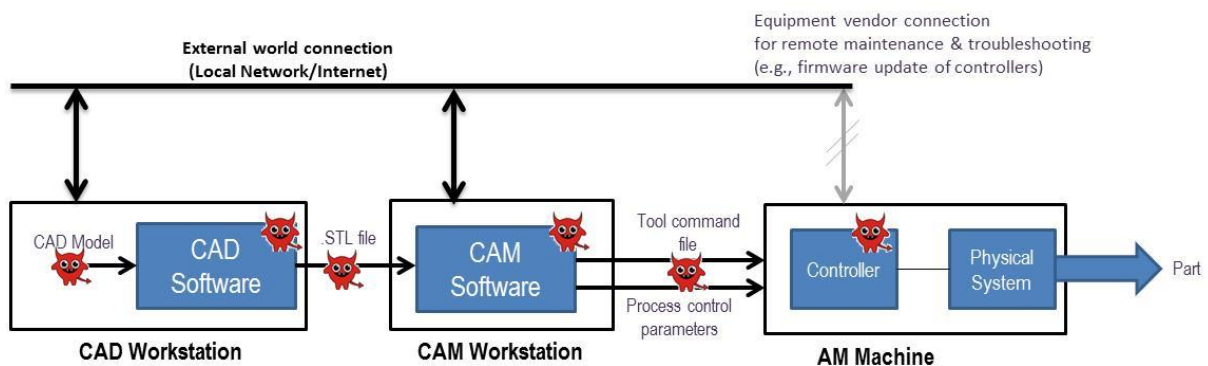 External world connection
(Local Network/Internet)
Equipment vendor connection
for remote maintenance & troubleshooting
(e.g., firmware update of controllers)
CAD Model
CAD
Software
.STL file
CAM
Software
Tool command
file
Process control
parameters
Controller
Physical
System
Part
CAD Workstation
CAM Workstation
AM Machine